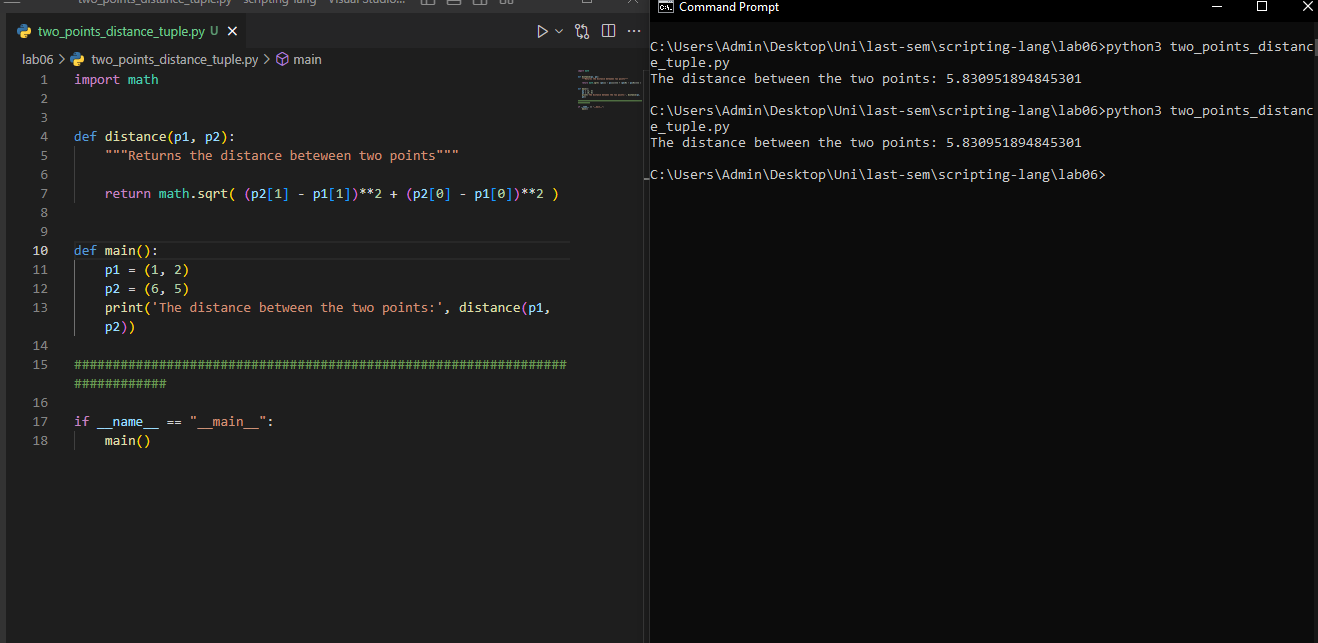 two_points_distance_tuple.py - scripting-lang - Visual Studio...
two_points_distance_tuple.py U
lab06 > two_points_distance_tuple.py > main
1 import math
2
3
4 def distance(p1, p2):
5 """Returns the distance beteween two points"""
6
7 return math.sqrt( (p2[1] - p1[1])**2 + (p2[0] - p1[0])**2 )
8
9
10 def main():
11 p1 = (1, 2)
12 p2 = (6, 5)
13 print('The distance between the two points:', distance(p1,
p2))
14
15 ################################################################
############
16
17 if __name__ == "__main__":
18 main()
Command Prompt
C:\Users\Admin\Desktop\Uni\last-sem\scripting-lang\lab06>python3 two_points_distanc
e_tuple.py
The distance between the two points: 5.830951894845301
C:\Users\Admin\Desktop\Uni\last-sem\scripting-lang\lab06>python3 two_points_distanc
e_tuple.py
The distance between the two points: 5.830951894845301
C:\Users\Admin\Desktop\Uni\last-sem\scripting-lang\lab06>